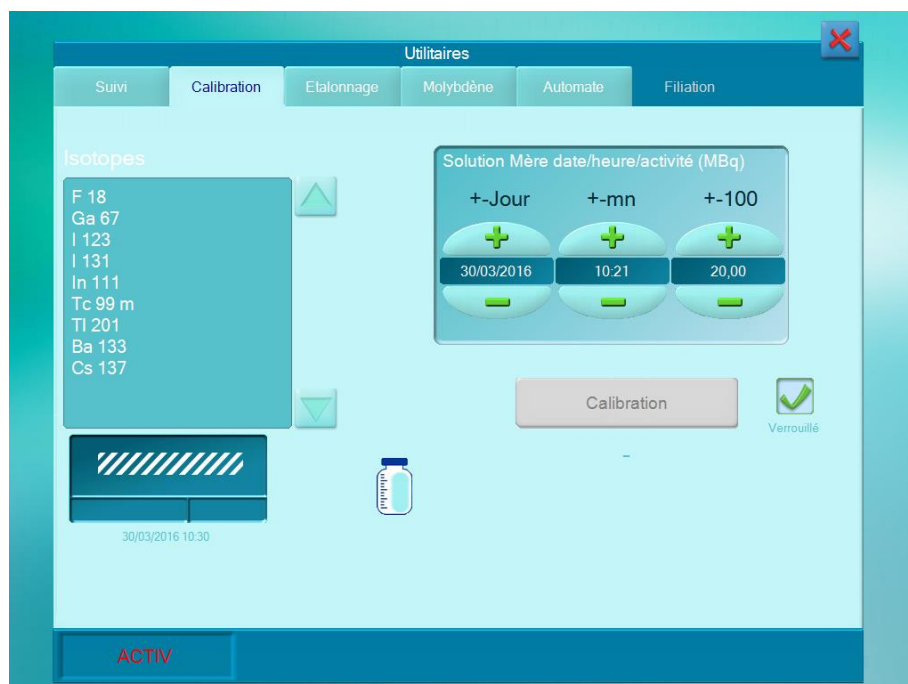 Utilitaires
Suivi
Calibration
Etalonnage
Molybdène
Automate
Filiation
Isotopes
F 18
Ga 67
I 123
I 131
In 111
Tc 99 m
Tl 201
Ba 133
Cs 137
30/03/2016 10:30
Solution Mère date/heure/activité (MBq)
+-Jour +-mn +-100
30/03/2016 10:21 20,00
Calibration
Verrouillé
-
ACTIV